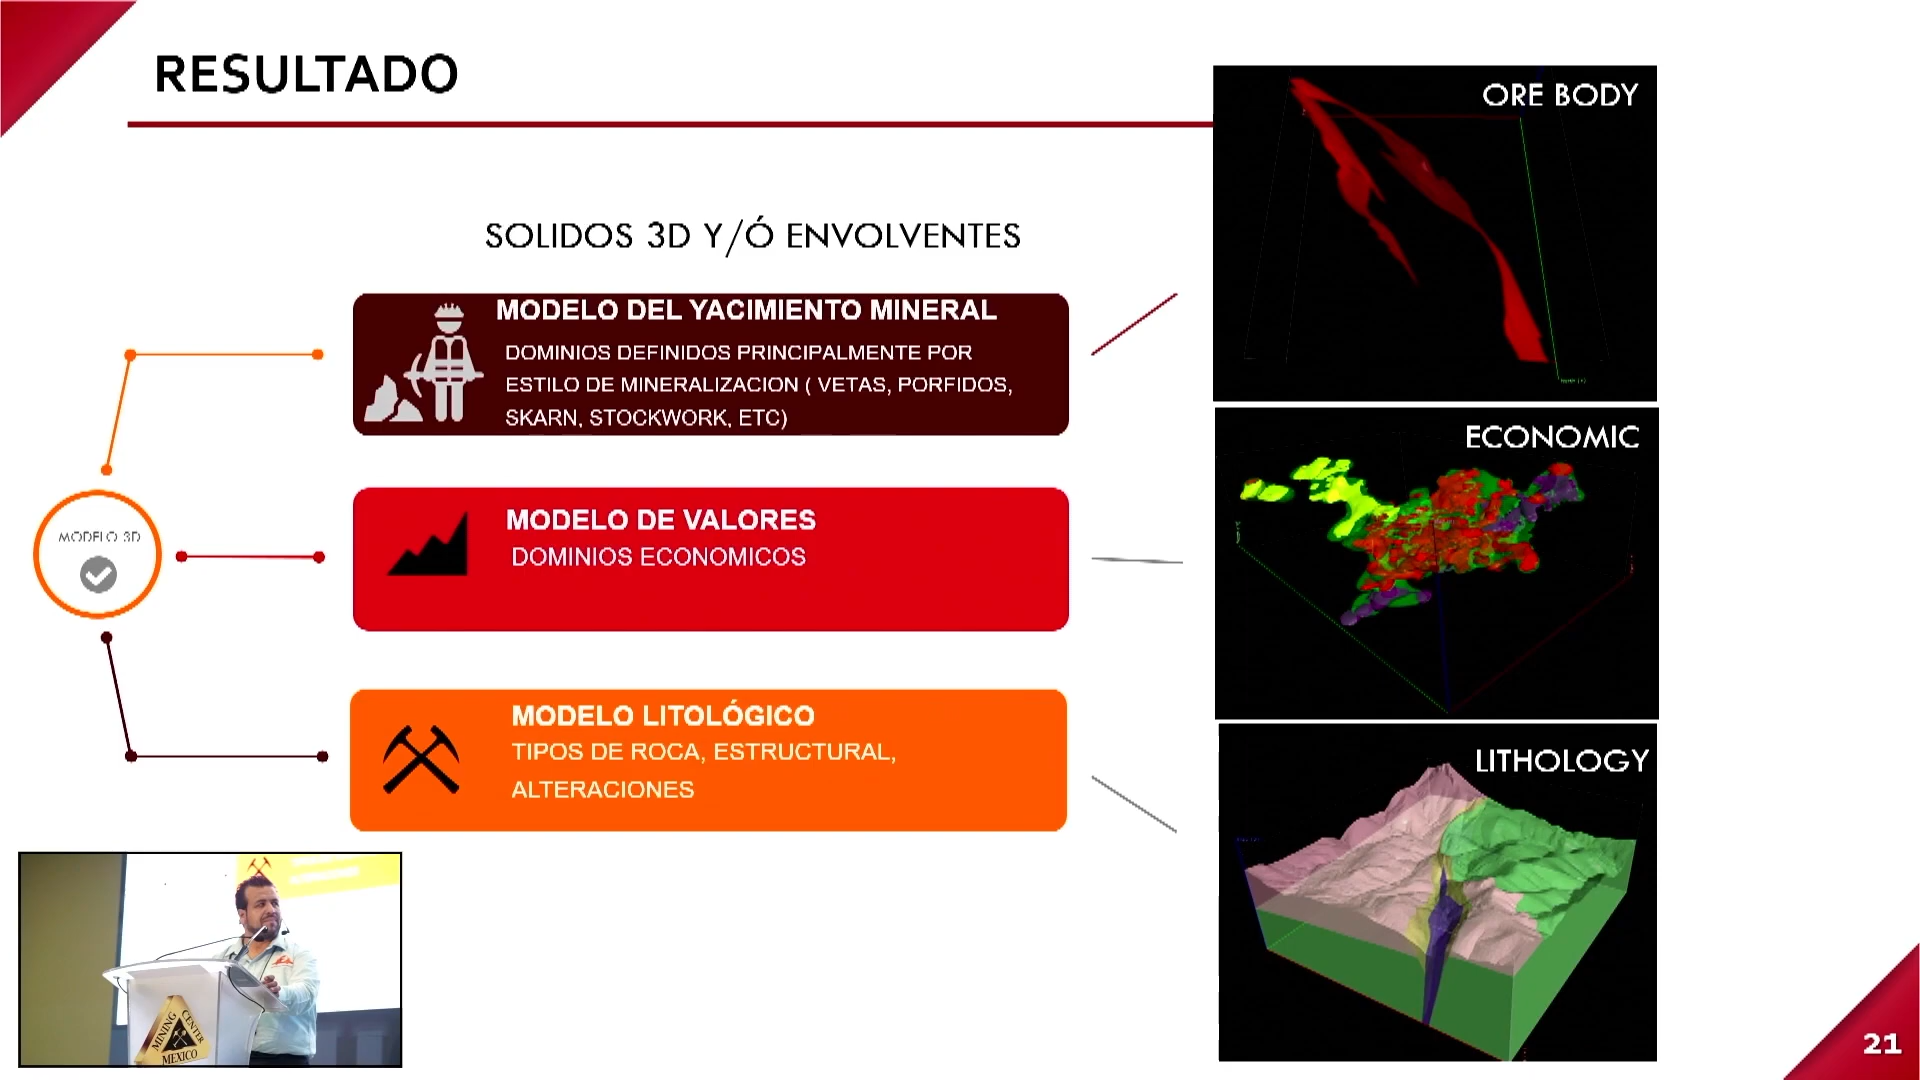 RESULTADO
SOLIDOS 3D Y/Ó ENVOLVENTES
MODELO 3D
MODELO DEL YACIMIENTO MINERAL
DOMINIOS DEFINIDOS PRINCIPALMENTE POR
ESTILO DE MINERALIZACION ( VETAS, PORFIDOS,
SKARN, STOCKWORK, ETC)
MODELO DE VALORES
DOMINIOS ECONOMICOS
MODELO LITOLÓGICO
TIPOS DE ROCA, ESTRUCTURAL,
ALTERACIONES
ORE BODY
ECONOMIC
LITHOLOGY
MINING
CENTER
MEXICO
21